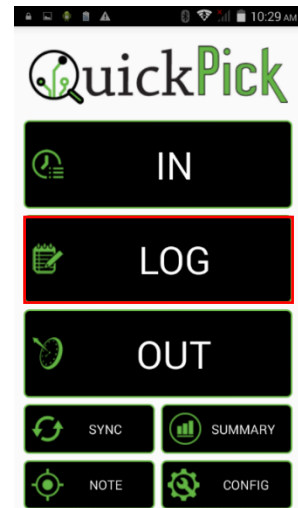 10:29 AM
QuickPick
IN
LOG
OUT
SYNC
SUMMARY
NOTE
CONFIG